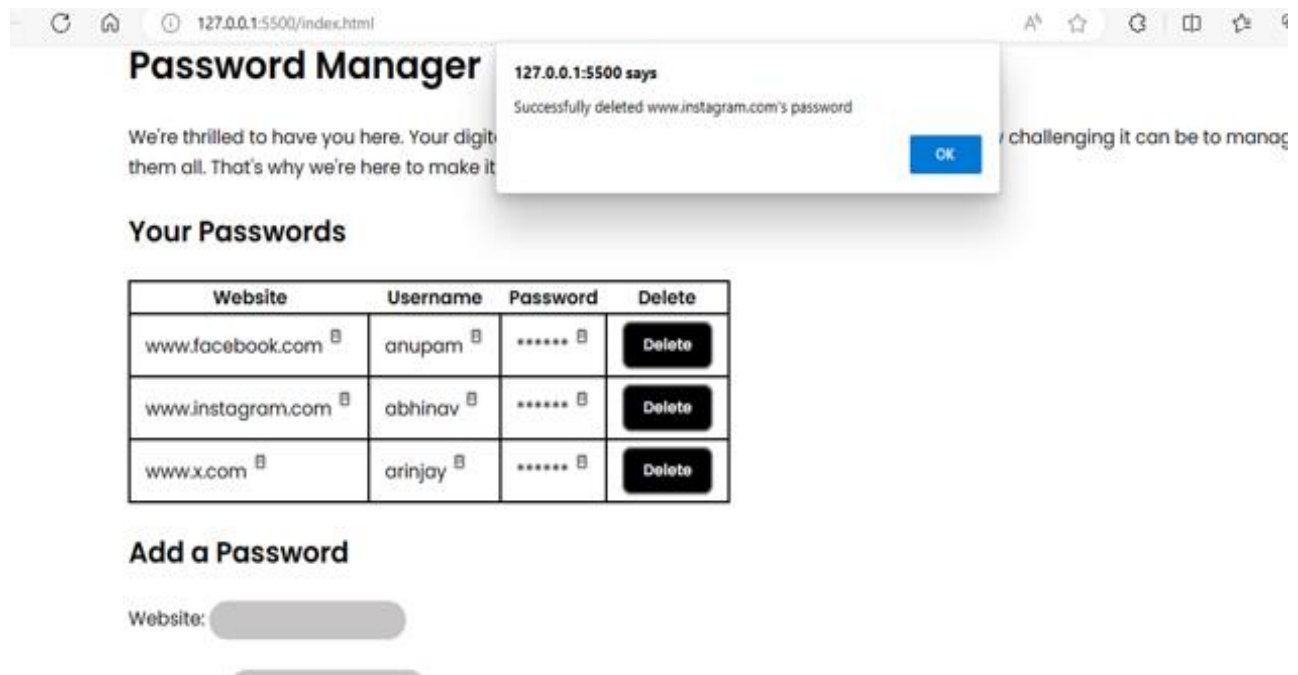 127.0.0.1:5500/index.html
Password Manager
127.0.0.1:5500 says
Successfully deleted www.instagram.com's password
OK
We're thrilled to have you here. Your challenging it can be to
them all. That's why we're here to make it
Your Passwords
Website Username Password Delete
www.facebook.com anupam ****** Delete
www.instagram.com abhinav ****** Delete
www.x.com arinjay ****** Delete
Add a Password
Website: